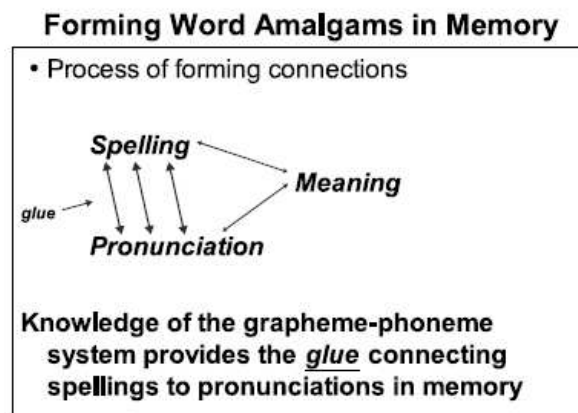 Forming Word Amalgams in Memory
• Process of forming connections
Spelling
Meaning
glue
Pronunciation
Knowledge of the grapheme-phoneme
system provides the glue connecting
spellings to pronunciations in memory